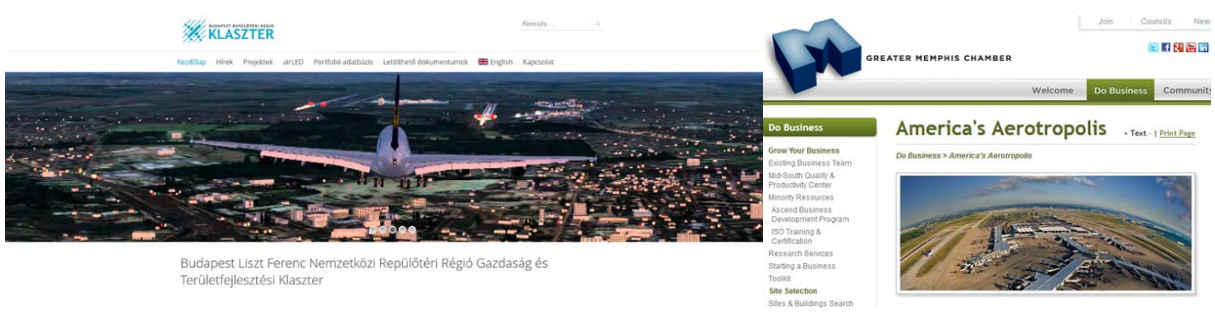 BUDAPEST REPÜLŐTÉRI RÉGIÓ
KLASZTER
Keresés ...
Kezdőlap Hírek Projektek airLED Portfolió adatbázis Letölthető dokumentumok English Kapcsolat
Budapest Liszt Ferenc Nemzetközi Repülőtéri Régió Gazdaság és
Területfejlesztési Klaszter
Join Councils News
GREATER MEMPHIS CHAMBER
Welcome Do Business Community
Do Business
Grow Your Business
Existing Business Team
Mid-South Quality &
Productivity Center
Minority Resources
Ascend Business
Development Program
ISO Training &
Certification
Research Services
Starting a Business
Toolkit
Site Selection
Sites & Buildings Search
America's Aerotropolis
+ Text - | Print Page
Do Business > America's Aerotropolis